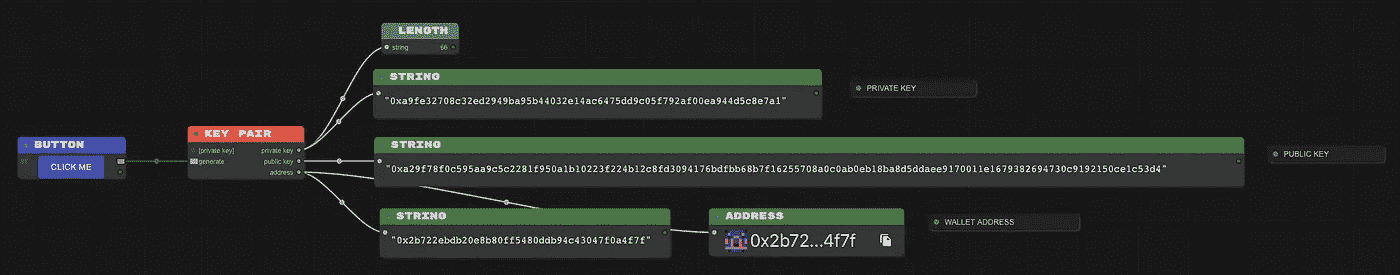 LENGTH
string 66
STRING
"0xa9fe32708c32ed2949ba95b44032e14ac6475dd9c05f792af00ea944d5c8e7a1"
PRIVATE KEY
BUTTON
CLICK ME
KEY PAIR
[private key] private key
generate public key
address
STRING
"0xa29f78f0c595aa9c5c2281f950a1b10223f224b12c8fd3094176bdfbb68b7f16255708a0c0ab0eb18ba8d5ddaee9170011e1679382694730c9192150ce1c53d4"
PUBLIC KEY
STRING
"0x2b722ebdb20e8b80ff5480ddb94c43047f0a4f7f"
ADDRESS
0x2b72...4f7f
WALLET ADDRESS